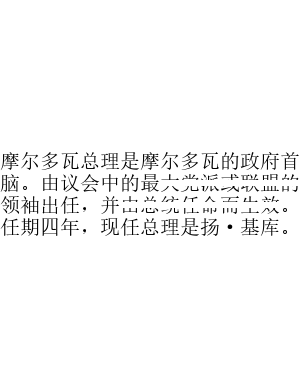 摩尔多瓦总理是摩尔多瓦的政府首
脑。由议会中的最大党派或联盟的
领袖出任，并由总统任命而生效。
任期四年，现任总理是扬·基库。